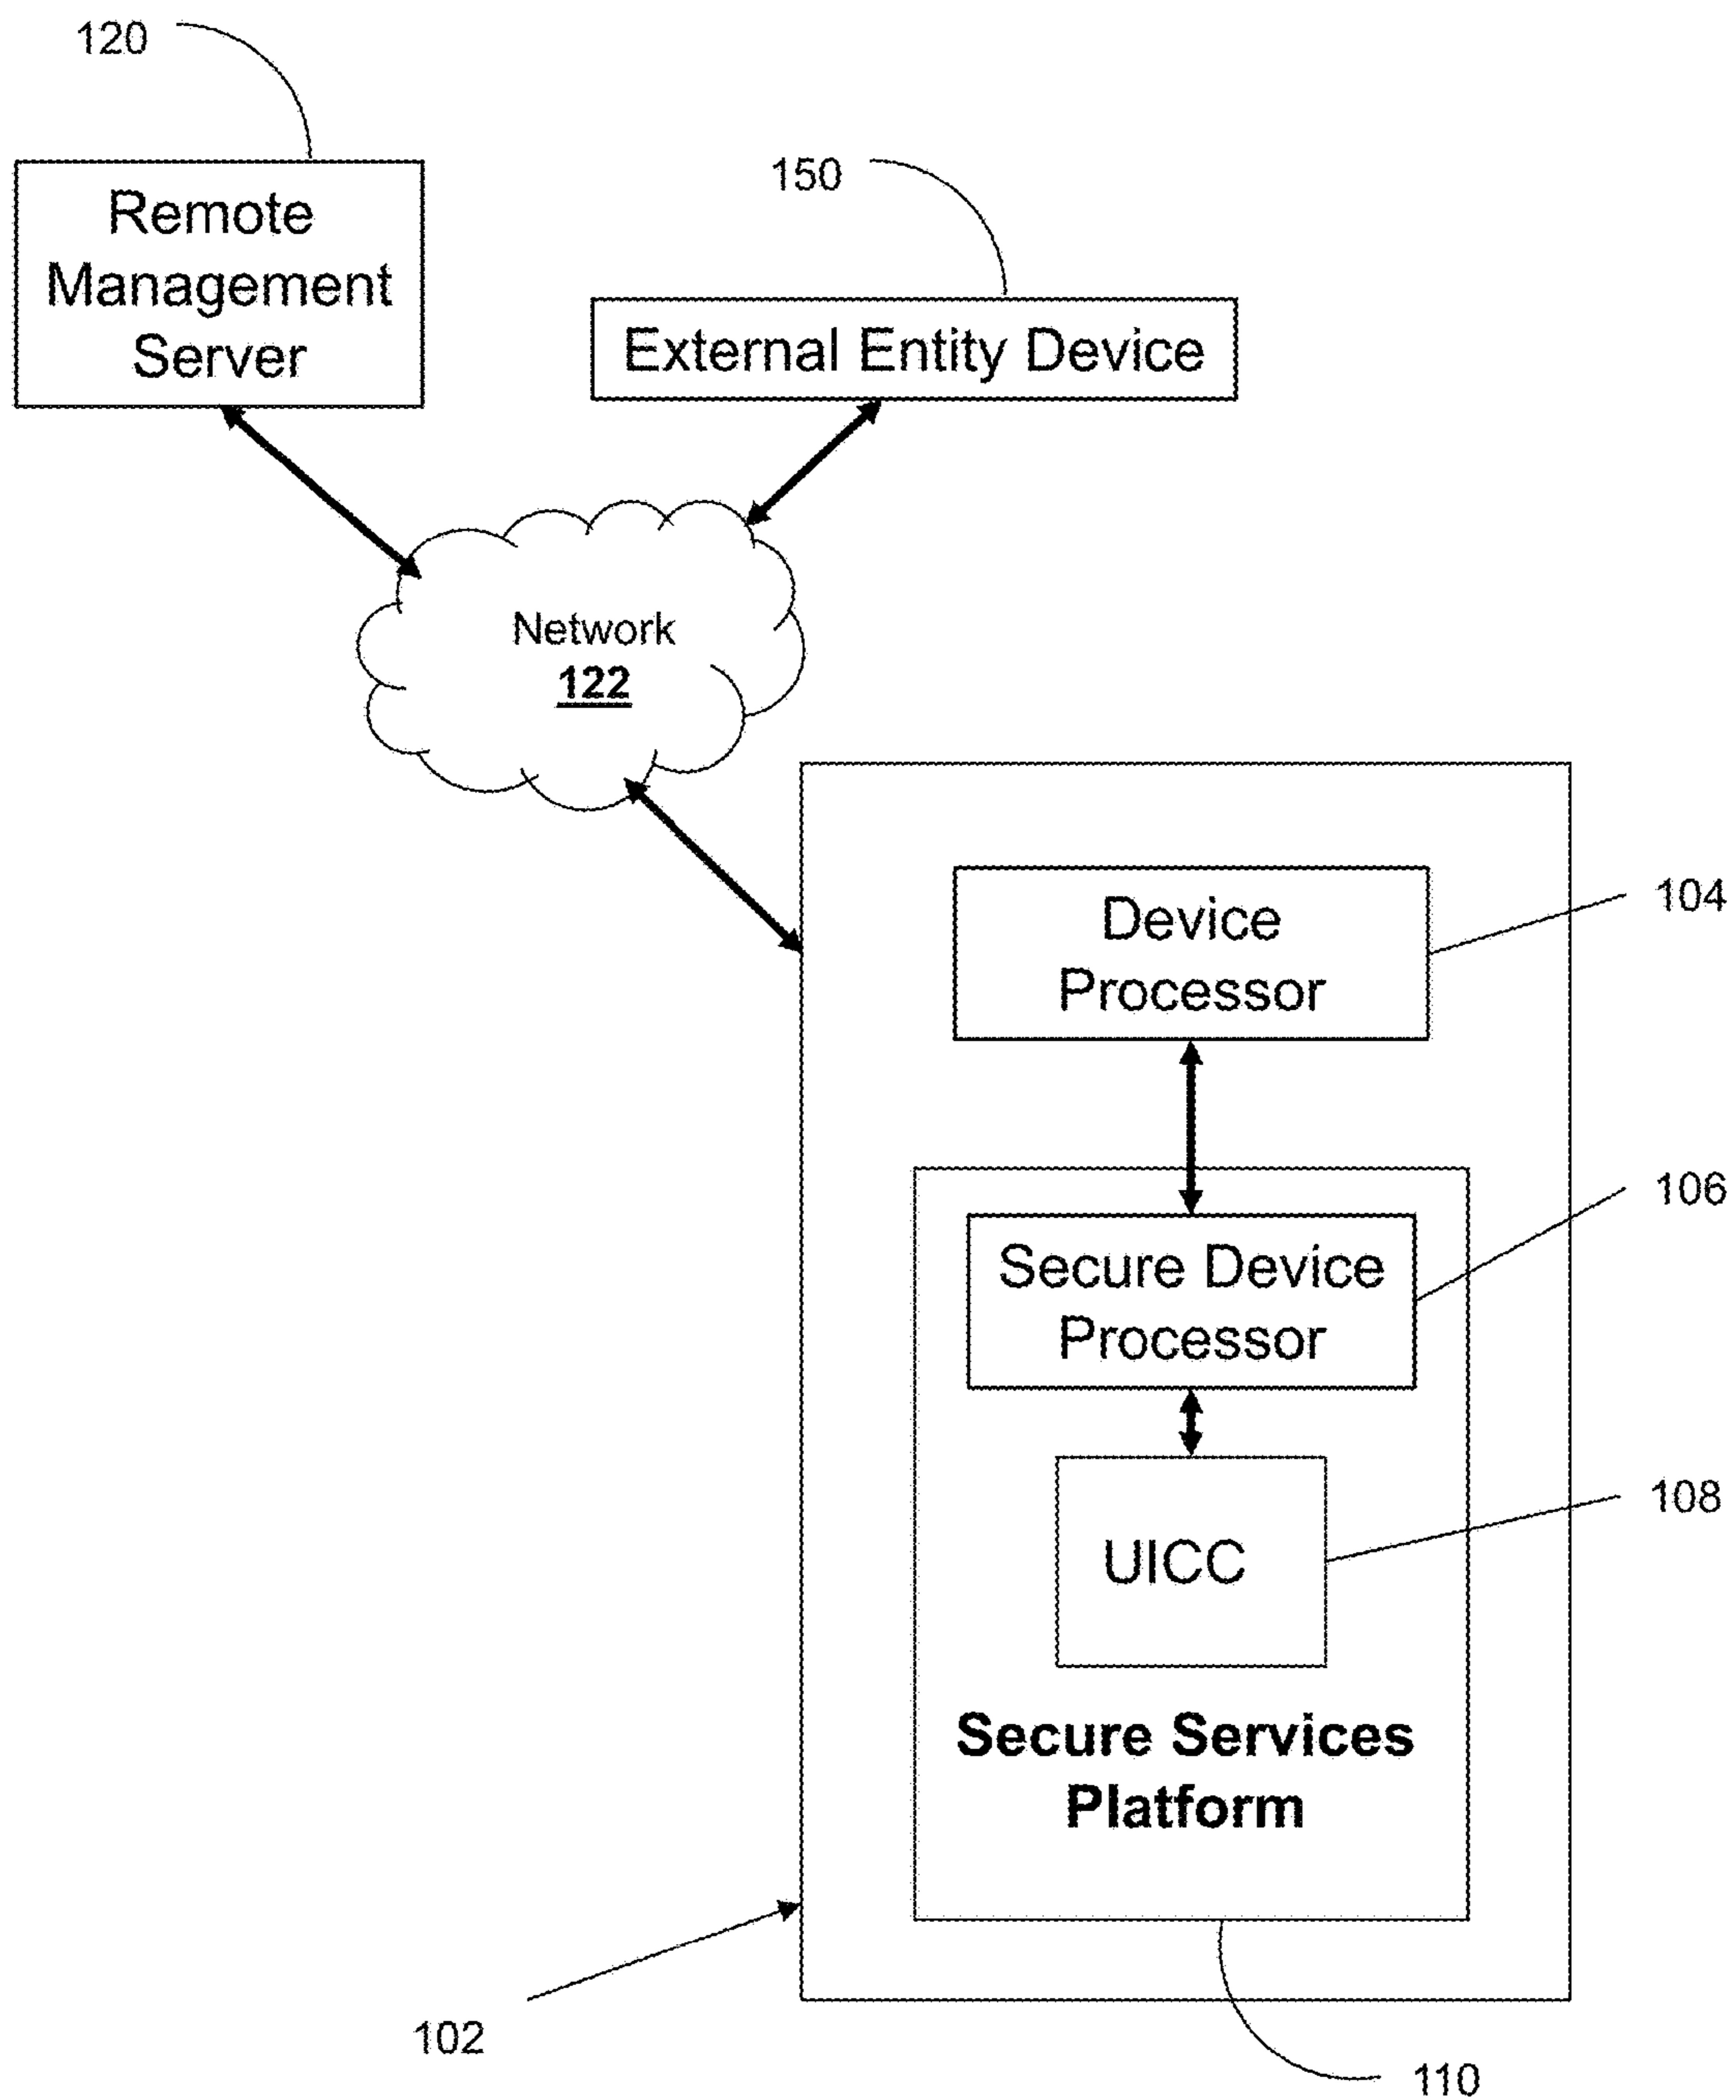 120
Remote
Management
Server
150
External Entity Device
Network
122
Device
Processor
104
Secure Device
Processor
106
UICC
108
Secure Services
Platform
102
110